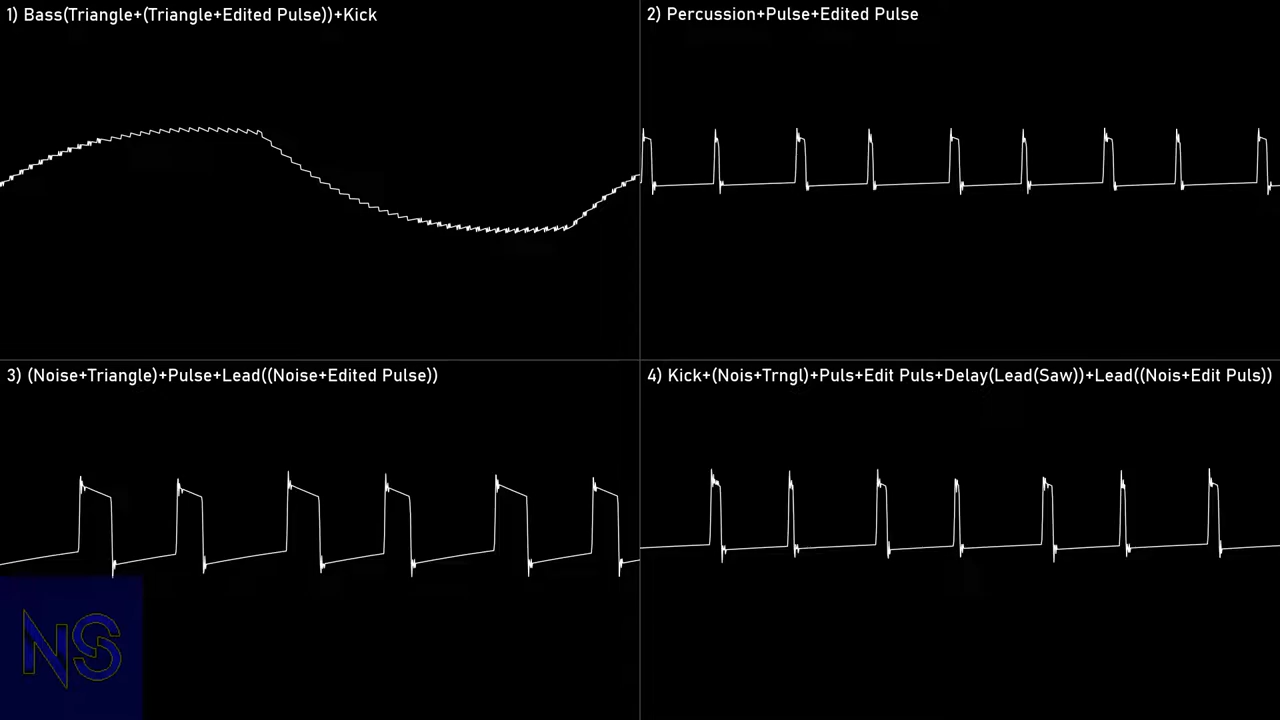 1) Bass(Triangle+(Triangle+Edited Pulse))+Kick
2) Percussion+Pulse+Edited Pulse
3) (Noise+Triangle)+Pulse+Lead((Noise+Edited Pulse))
4) Kick+(Nois+Trngl)+Puls+Edit Puls+Delay(Lead(Saw))+Lead((Nois+Edit Puls))
NS